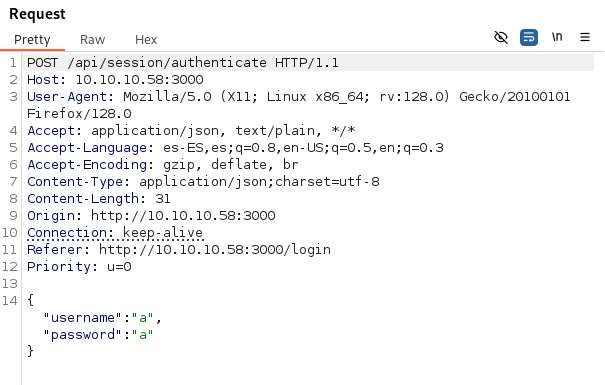 Request
Pretty Raw Hex \n
1 POST /api/session/authenticate HTTP/1.1
2 Host: 10.10.10.58:3000
3 User-Agent: Mozilla/5.0 (X11; Linux x86_64; rv:128.0) Gecko/20100101
Firefox/128.0
4 Accept: application/json, text/plain, */*
5 Accept-Language: es-ES,es;q=0.8,en-US;q=0.5,en;q=0.3
6 Accept-Encoding: gzip, deflate, br
7 Content-Type: application/json;charset=utf-8
8 Content-Length: 31
9 Origin: http://10.10.10.58:3000
10 Connection: keep-alive
11 Referer: http://10.10.10.58:3000/login
12 Priority: u=0
13
14 {
"username":"a",
"password":"a"
}